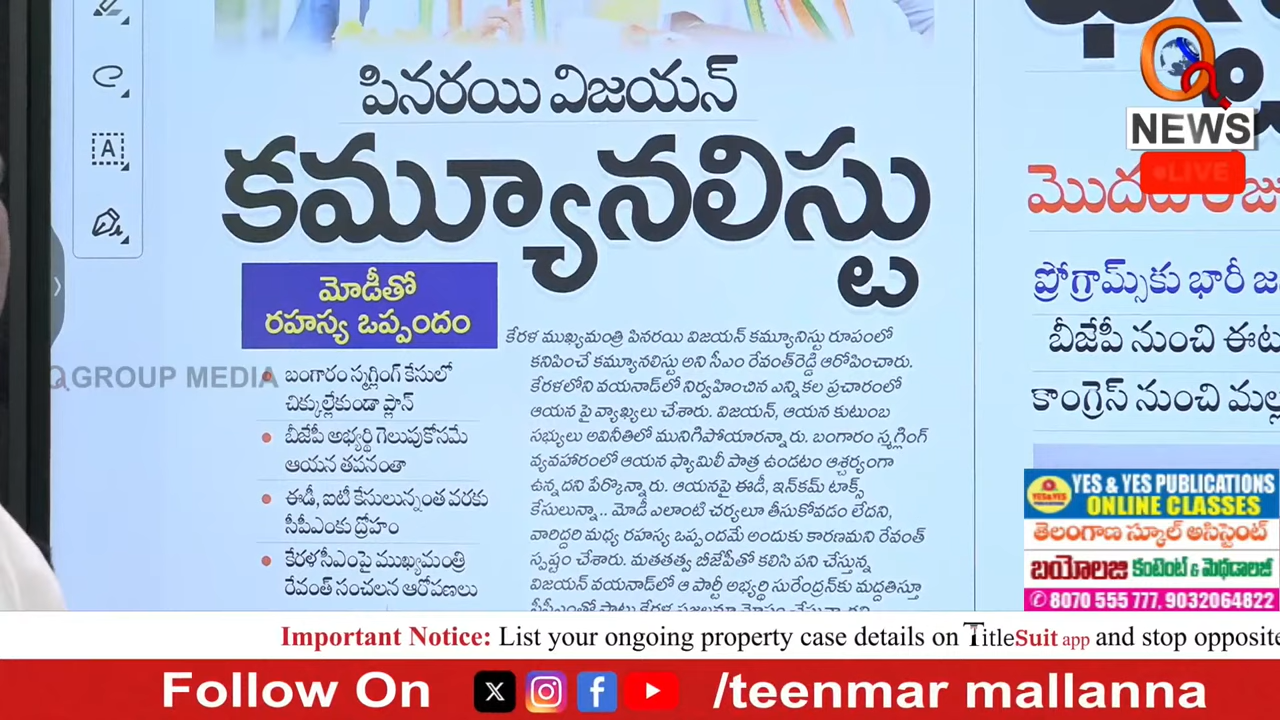 పినరయి విజయన్
కమ్యూనలిస్టు
మోడీతో
రహస్య ఒప్పందం
బంగారం స్మగ్లింగ్ కేసులో
చిక్కుల్లేకుండా ప్లాన్
బీజేపీ అభ్యర్థి గెలుపుకోసమే
ఆయన తపనంతా
ఈడీ, ఐటీ కేసులున్నంత వరకు
సీపీఎంకు ద్రోహం
కేరళ సీఎంపై ముఖ్యమంత్రి
రేవంత్ సంచలన ఆరోపణలు
కేరళ ముఖ్యమంత్రి పినరయి విజయన్ కమ్యూనిస్టు రూపంలో
కనిపించే కమ్యూనలిస్టు అని సీఎం రేవంత్‌రెడ్డి ఆరోపించారు.
కేరళలోని వయనాడ్‌లో నిర్వహించిన ఎన్నికల ప్రచారంలో
ఆయన పై వ్యాఖ్యలు చేశారు. విజయన్, ఆయన కుటుంబ
సభ్యులు అవినీతిలో మునిగిపోయారన్నారు. బంగారం స్మగ్లింగ్
వ్యవహారంలో ఆయన ఫ్యామిలీ పాత్ర ఉండటం ఆశ్చర్యంగా
ఉన్నదని పేర్కొన్నారు. ఆయనపై ఈడీ, ఇన్‌కమ్ టాక్స్
కేసులున్నా.. మోడీ ఎలాంటి చర్యలూ తీసుకోవడం లేదని,
వారిద్దరి మధ్య రహస్య ఒప్పందమే అందుకు కారణమని రేవంత్
స్పష్టం చేశారు. మతతత్వ బీజేపీతో కలిసి పని చేస్తున్న
విజయన్ వయనాడ్‌లో ఆ పార్టీ అభ్యర్థి సురేంద్రన్‌కు మద్దతిస్తూ
Q GROUP MEDIA
A
Q
NEWS
LIVE
మొదటి రోజు
ప్రోగ్రామ్స్‌కు భారీ
బీజేపీ నుంచి
కాంగ్రెస్ నుంచి
YES & YES PUBLICATIONS
ONLINE CLASSES
YES&YES
తెలంగాణ స్కూల్ అసిస్టెంట్
బయోలజి కంటెంట్ & మెథడాలజీ
8070 555 777, 9032064822
Important Notice: List your ongoing property case details on TitleSuit app and stop opposite
Follow On X f /teenmar mallanna